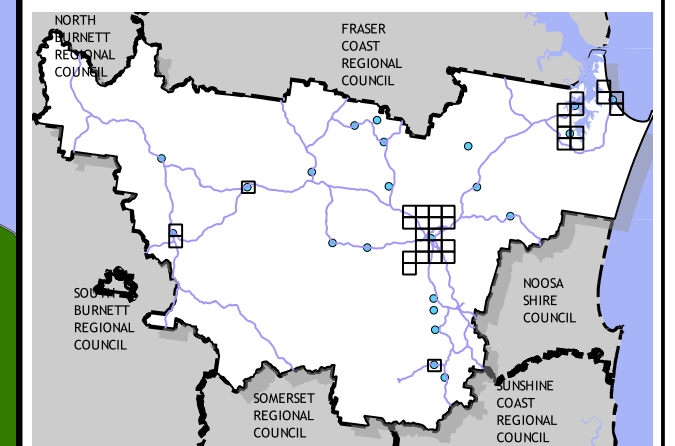 NORTH
BURNETT
REGIONAL
COUNCIL
FRASER
COAST
REGIONAL
COUNCIL
NOOSA
SHIRE
COUNCIL
SOUTH
BURNETT
REGIONAL
COUNCIL
SOMERSET
REGIONAL
COUNCIL
SUNSHINE
COAST
REGIONAL
COUNCIL